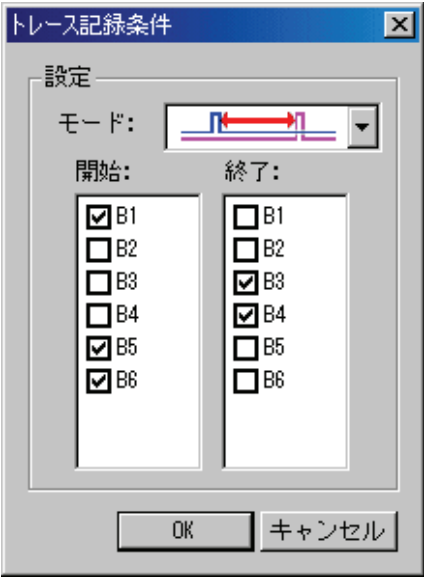 トレース記録条件
設定
モード:
開始: 終了:
B1 B1
B2 B2
B3 B3
B4 B4
B5 B5
B6 B6
OK キャンセル